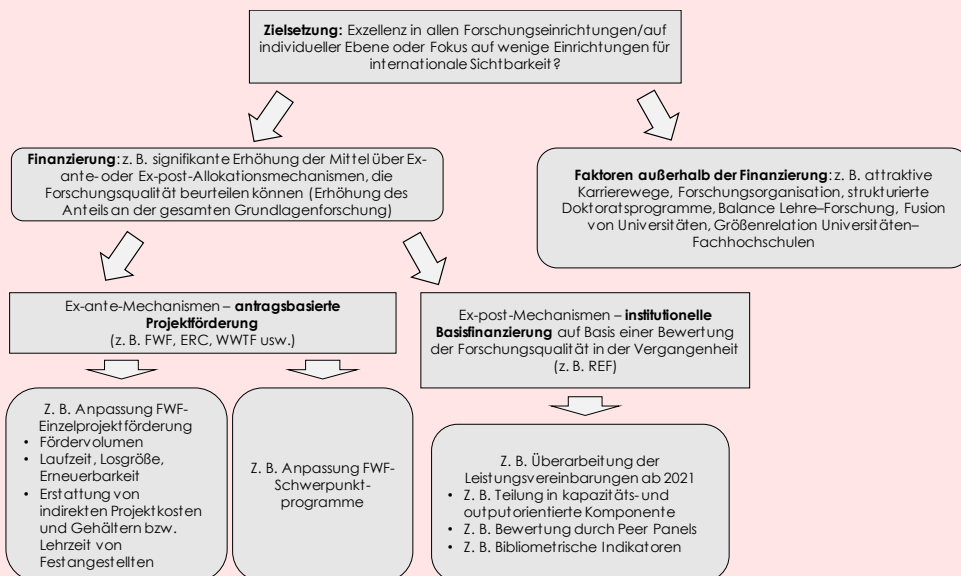 Zielsetzung: Exzellenz in allen Forschungseinrichtungen/auf
individueller Ebene oder Fokus auf wenige Einrichtungen für
internationale Sichtbarkeit?
Finanzierung: z. B. signifikante Erhöhung der Mittel über Ex-
ante- oder Ex-post-Allokationsmechanismen, die
Forschungsqualität beurteilen können (Erhöhung des
Anteils an der gesamten Grundlagenforschung)
Faktoren außerhalb der Finanzierung: z. B. attraktive
Karrierewege, Forschungsorganisation, strukturierte
Doktoratsprogramme, Balance Lehre–Forschung, Fusion
von Universitäten, Größenrelation Universitäten–
Fachhochschulen
Ex-ante-Mechanismen – antragsbasierte
Projektförderung
(z. B. FWF, ERC, WWTF usw.)
Ex-post-Mechanismen – institutionelle
Basisfinanzierung auf Basis einer Bewertung
der Forschungsqualität in der Vergangenheit
(z. B. REF)
Z. B. Anpassung FWF-
Einzelprojektförderung
• Fördervolumen
• Laufzeit, Losgröße,
Erneuerbarkeit
• Erstattung von
indirekten Projektkosten
und Gehältern bzw.
Lehrzeit von
Festangestellten
Z. B. Anpassung FWF-
Schwerpunkt-
programme
Z. B. Überarbeitung der
Leistungsvereinbarungen ab 2021
• Z. B. Teilung in kapazitäts- und
outputorientierte Komponente
• Z. B. Bewertung durch Peer Panels
• Z. B. Bibliometrische Indikatoren